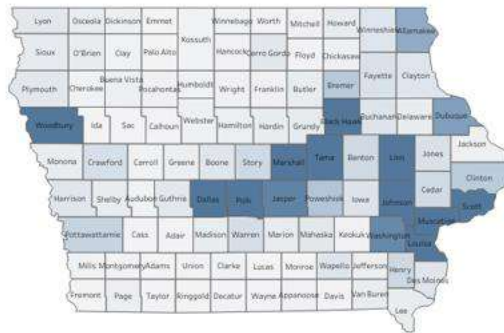 Lyon Osceola Dickinson Emmet Winnebago Worth Mitchell Howard Winneshiek Allamakee
Kossuth
Sioux O'Brien Clay Palo Alto Hancock Cerro Gordo Floyd Chickasaw
Plymouth Cherokee Buena Vista Pocahontas Humboldt Wright Franklin Butler Bremer Fayette Clayton
Woodbury Ida Sac Calhoun Webster Hamilton Hardin Grundy Black Hawk Buchanan Delaware Dubuque
Jackson
Monona Crawford Carroll Greene Boone Story Marshall Tama Benton Linn Jones
Clinton
Harrison Shelby Audubon Guthrie Dallas Polk Jasper Poweshiek Iowa Johnson Cedar
Scott
Muscatine
Pottawattamie Cass Adair Madison Warren Marion Mahaska Keokuk Washington
Louisa
Mills Montgomery Adams Union Clarke Lucas Monroe Wapello Jefferson Henry
Des Moines
Fremont Page Taylor Ringgold Decatur Wayne Appanoose Davis Van Buren
Lee